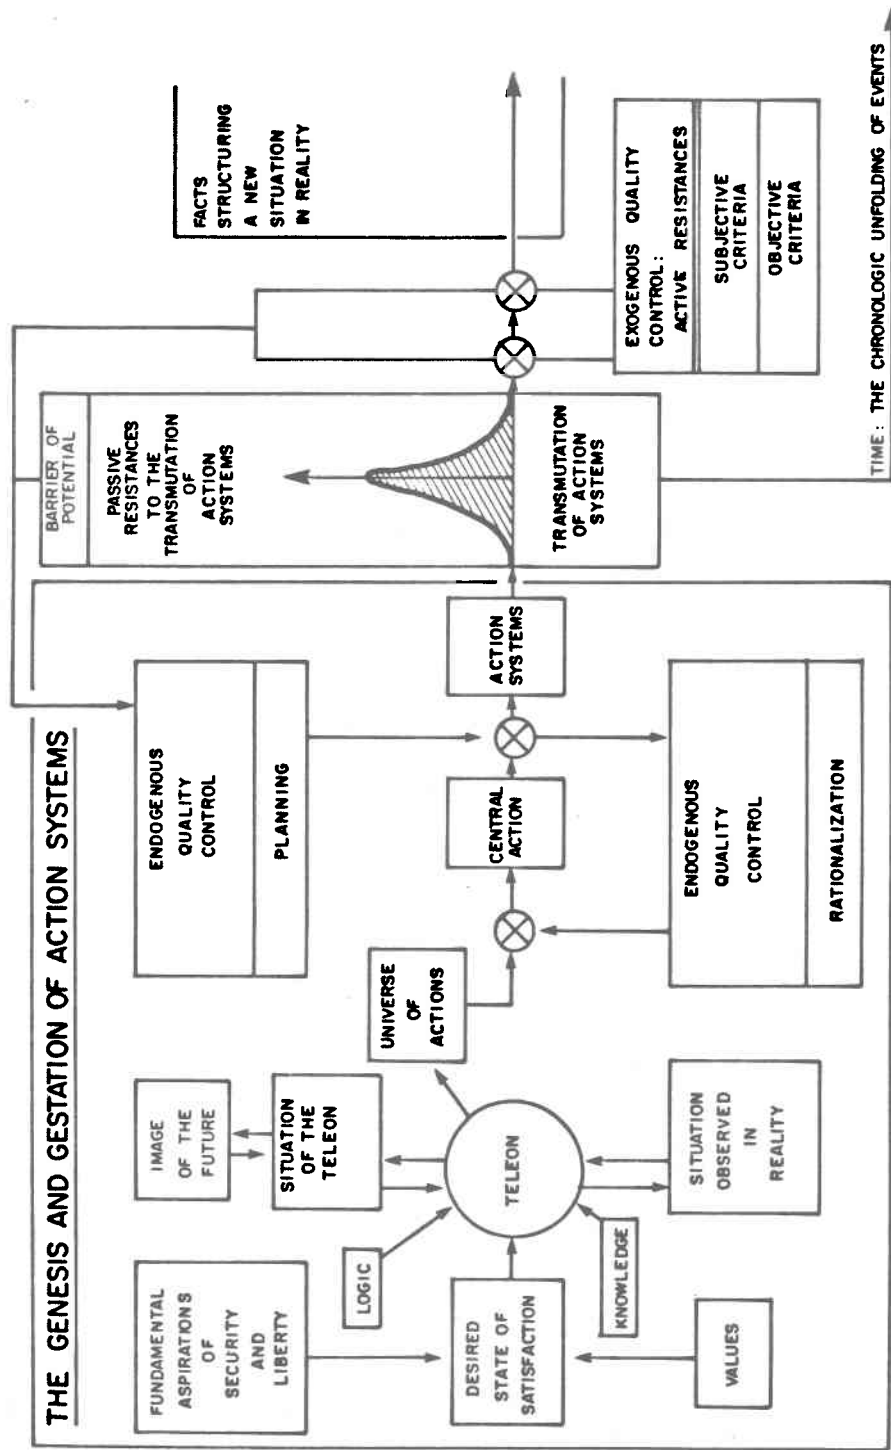 THE GENESIS AND GESTATION OF ACTION SYSTEMS
FUNDAMENTAL
ASPIRATIONS
OF
SECURITY
AND
LIBERTY
IMAGE
OF THE
FUTURE
SITUATION
OF THE
TELEON
LOGIC
DESIRED
STATE OF
SATISFACTION
TELEON
KNOWLEDGE
VALUES
SITUATION
OBSERVED
IN
REALITY
UNIVERSE
OF
ACTIONS
ENDOGENOUS
QUALITY
CONTROL
PLANNING
CENTRAL
ACTION
ACTION
SYSTEMS
ENDOGENOUS
QUALITY
CONTROL
RATIONALIZATION
BARRIER OF
POTENTIAL
PASSIVE
RESISTANCES
TO THE
TRANSMUTATION
OF
ACTION
SYSTEMS
TRANSMUTATION
OF ACTION
SYSTEMS
FACTS
STRUCTURING
A NEW
SITUATION
IN REALITY
EXOGENOUS QUALITY
CONTROL:
ACTIVE RESISTANCES
SUBJECTIVE
CRITERIA
OBJECTIVE
CRITERIA
TIME: THE CHRONOLOGIC UNFOLDING OF EVENTS